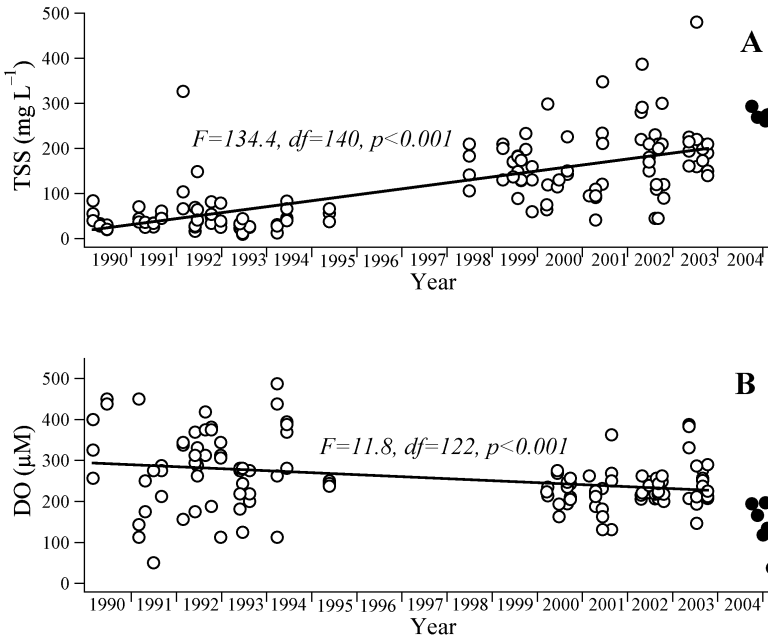 500
A
400
300
F=134.4, df=140, p<0.001
200
100
0
TSS (mg L⁻¹)
1990 1991 1992 1993 1994 1995 1996 1997 1998 1999 2000 2001 2002 2003 2004
Year
500
B
400
F=11.8, df=122, p<0.001
300
200
100
0
DO (µM)
1990 1991 1992 1993 1994 1995 1996 1997 1998 1999 2000 2001 2002 2003 2004
Year